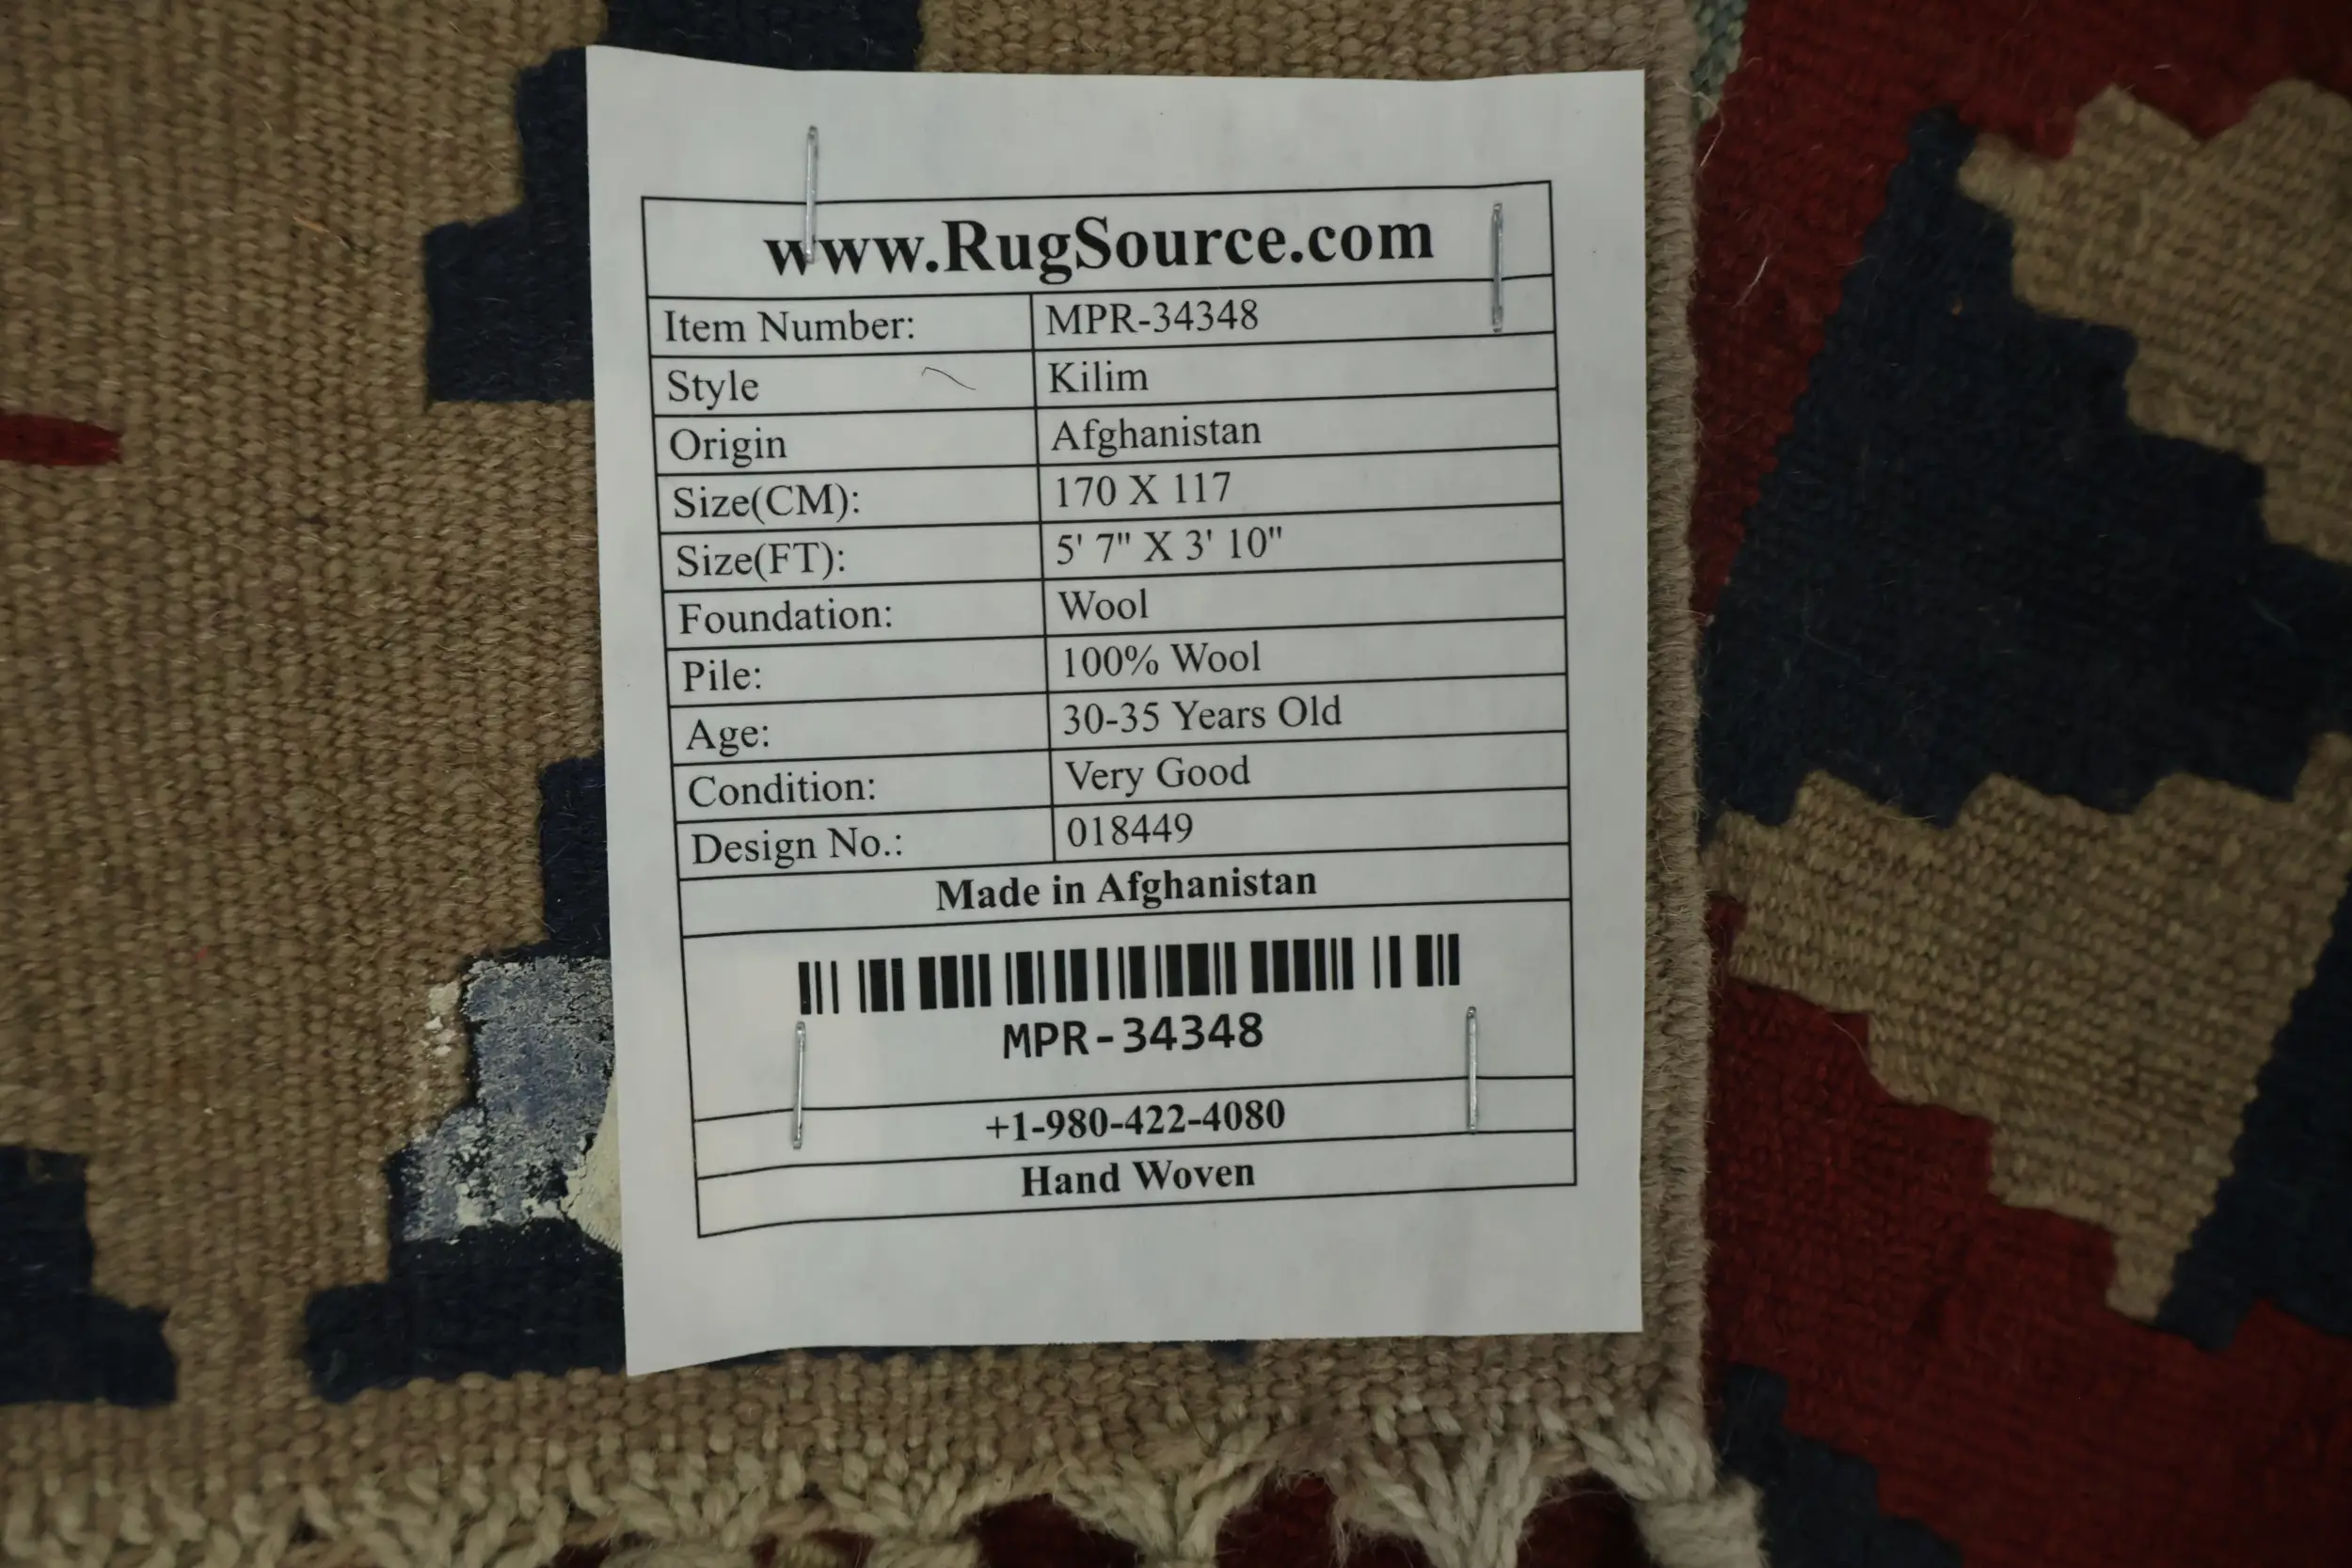 www.RugSource.com
Item Number: MPR-34348
Style Kilim
Origin Afghanistan
Size(CM): 170 X 117
Size(FT): 5' 7" X 3' 10"
Foundation: Wool
Pile: 100% Wool
Age: 30-35 Years Old
Condition: Very Good
Design No.: 018449
Made in Afghanistan
MPR-34348
+1-980-422-4080
Hand Woven